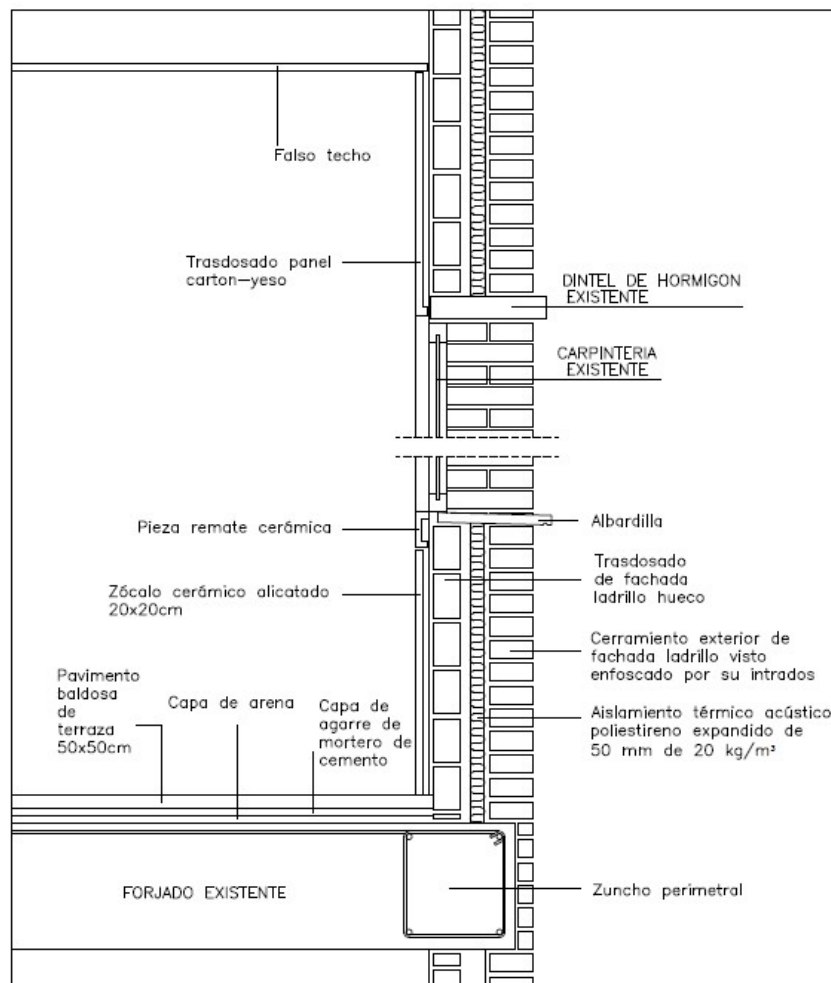 Falso techo
Trasdosado panel
carton-yeso
DINTEL DE HORMIGON
EXISTENTE
CARPINTERIA
EXISTENTE
Pieza remate cerámica
Albardilla
Zócalo cerámico alicatado
20x20cm
Trasdosado
de fachada
ladrillo hueco
Cerramiento exterior de
fachada ladrillo visto
enfoscado por su intrados
Pavimento
baldosa
de
terraza
50x50cm
Capa de arena
Capa de
agarre de
mortero de
cemento
Aislamiento térmico acústico
poliestireno expandido de
50 mm de 20 kg/m³
FORJADO EXISTENTE
Zuncho perimetral